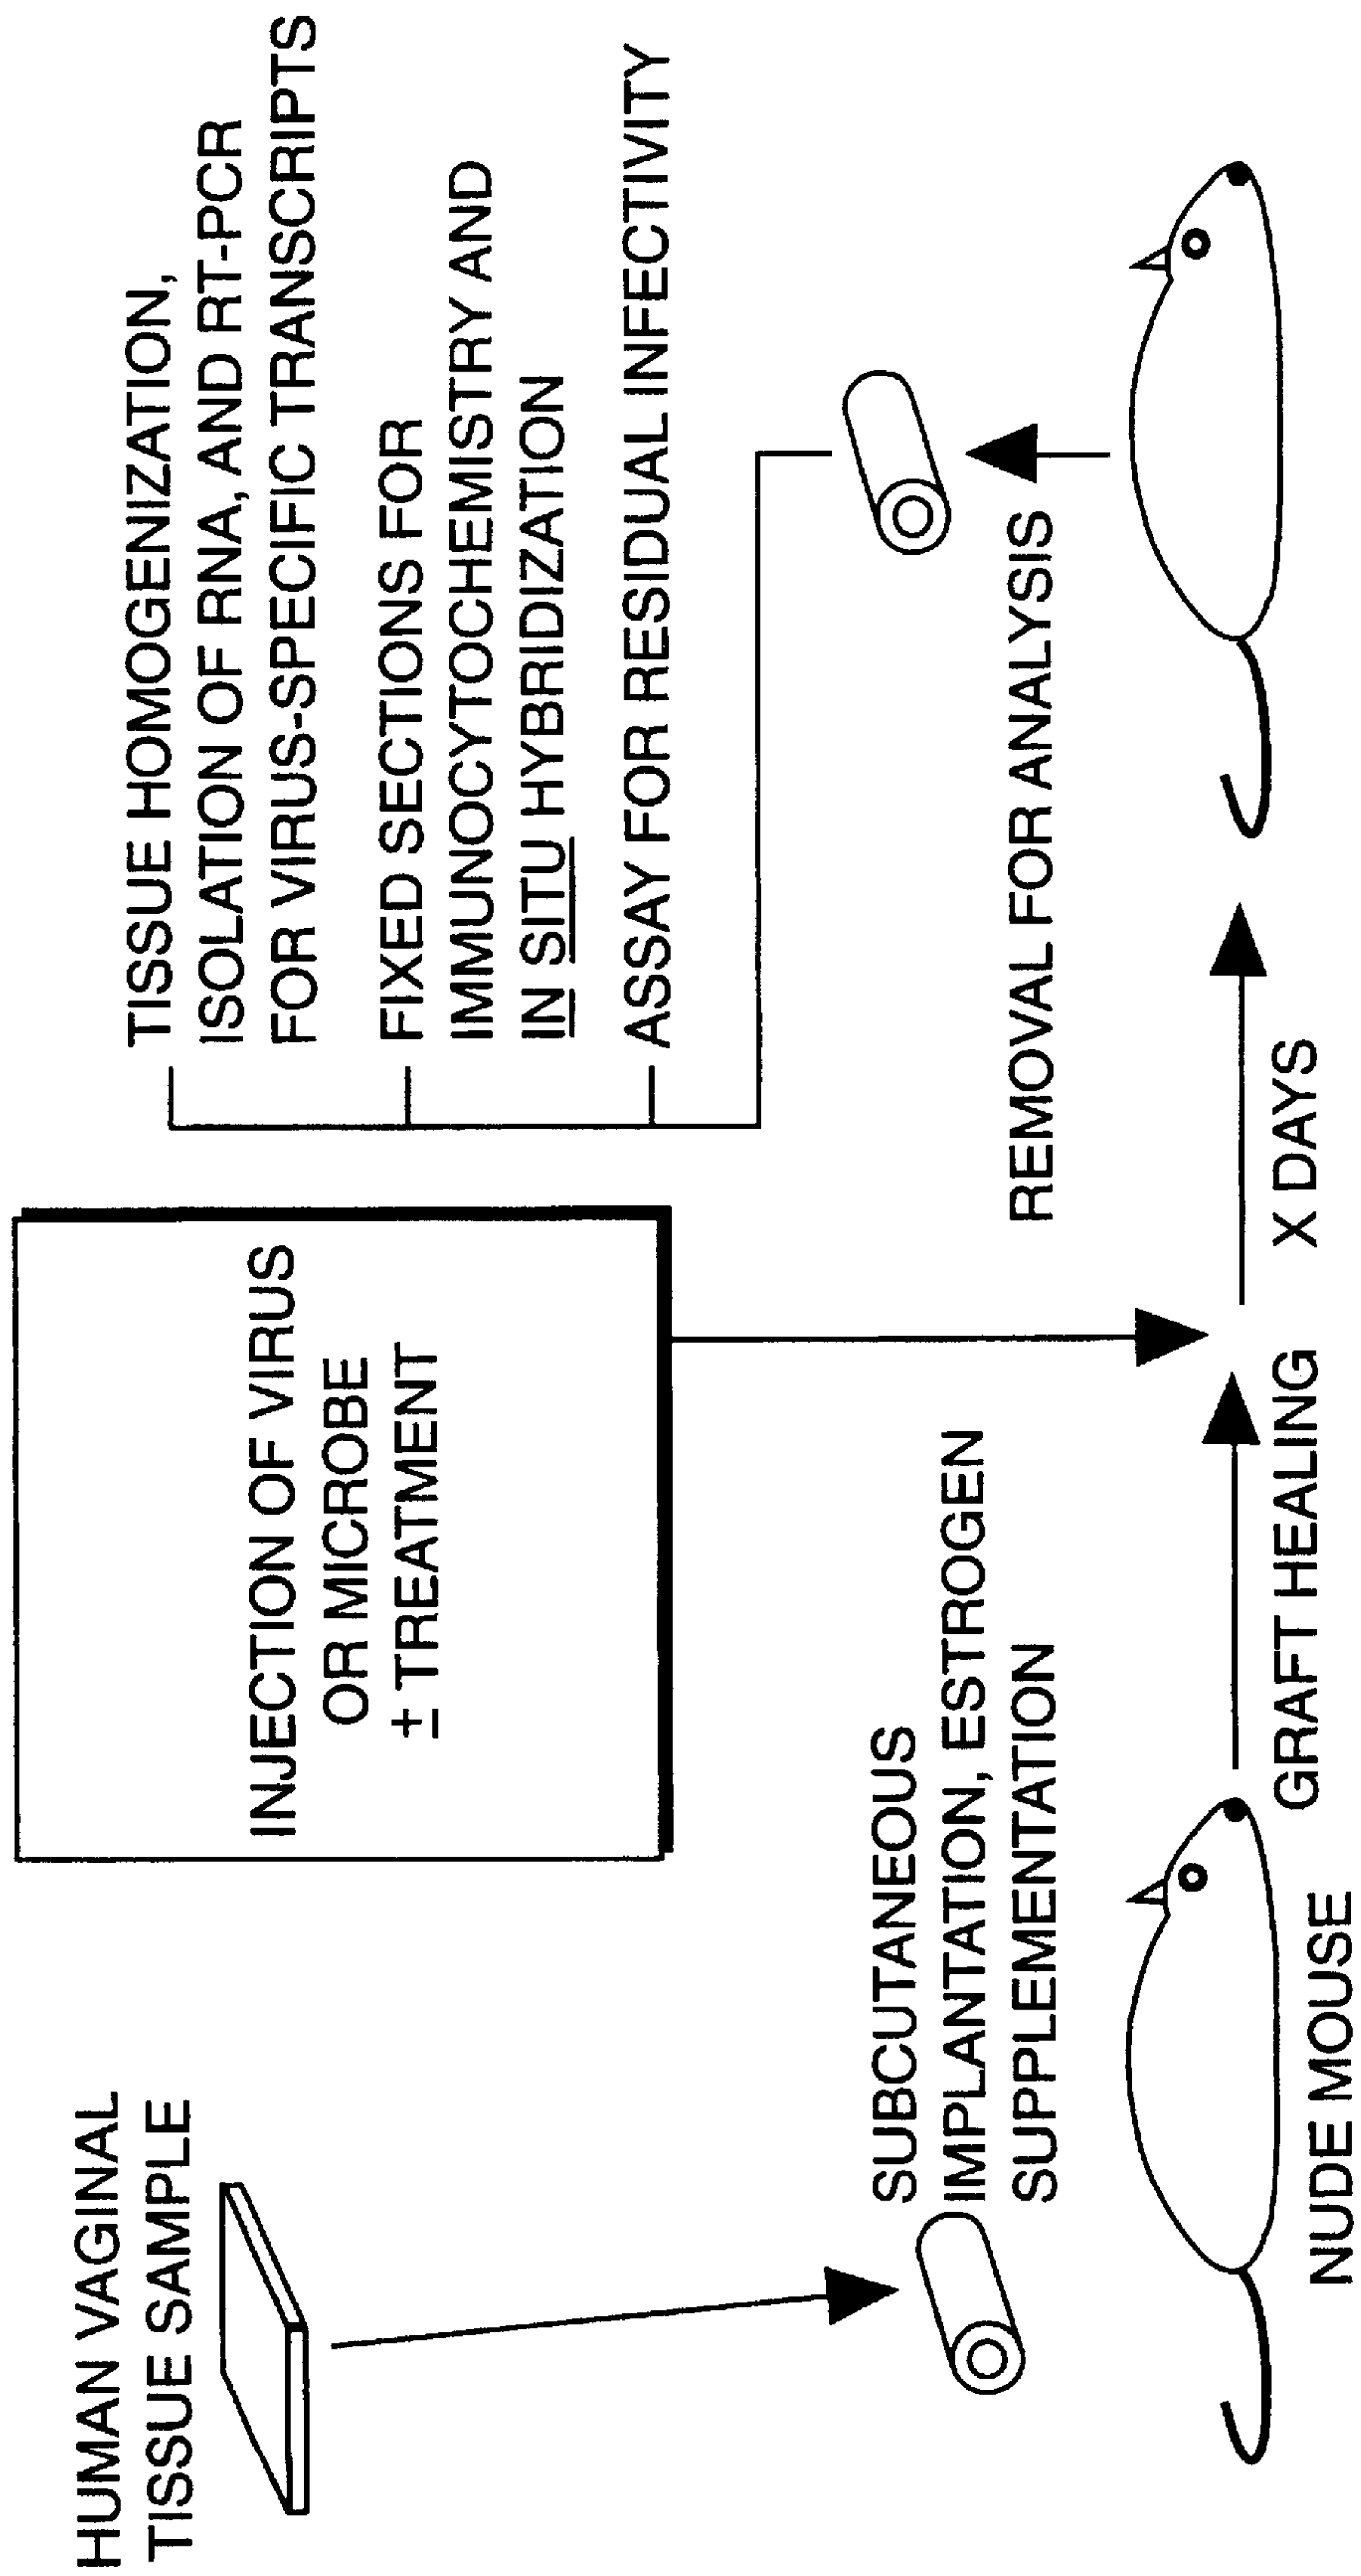 HUMAN VAGINAL
TISSUE SAMPLE
SUBCUTANEOUS
IMPLANTATION, ESTROGEN
SUPPLEMENTATION
NUDE MOUSE
GRAFT HEALING
INJECTION OF VIRUS
OR MICROBE
± TREATMENT
X DAYS
REMOVAL FOR ANALYSIS
TISSUE HOMOGENIZATION,
ISOLATION OF RNA, AND RT-PCR
FOR VIRUS-SPECIFIC TRANSCRIPTS
FIXED SECTIONS FOR
IMMUNOCYTOCHEMISTRY AND
IN SITU HYBRIDIZATION
ASSAY FOR RESIDUAL INFECTIVITY